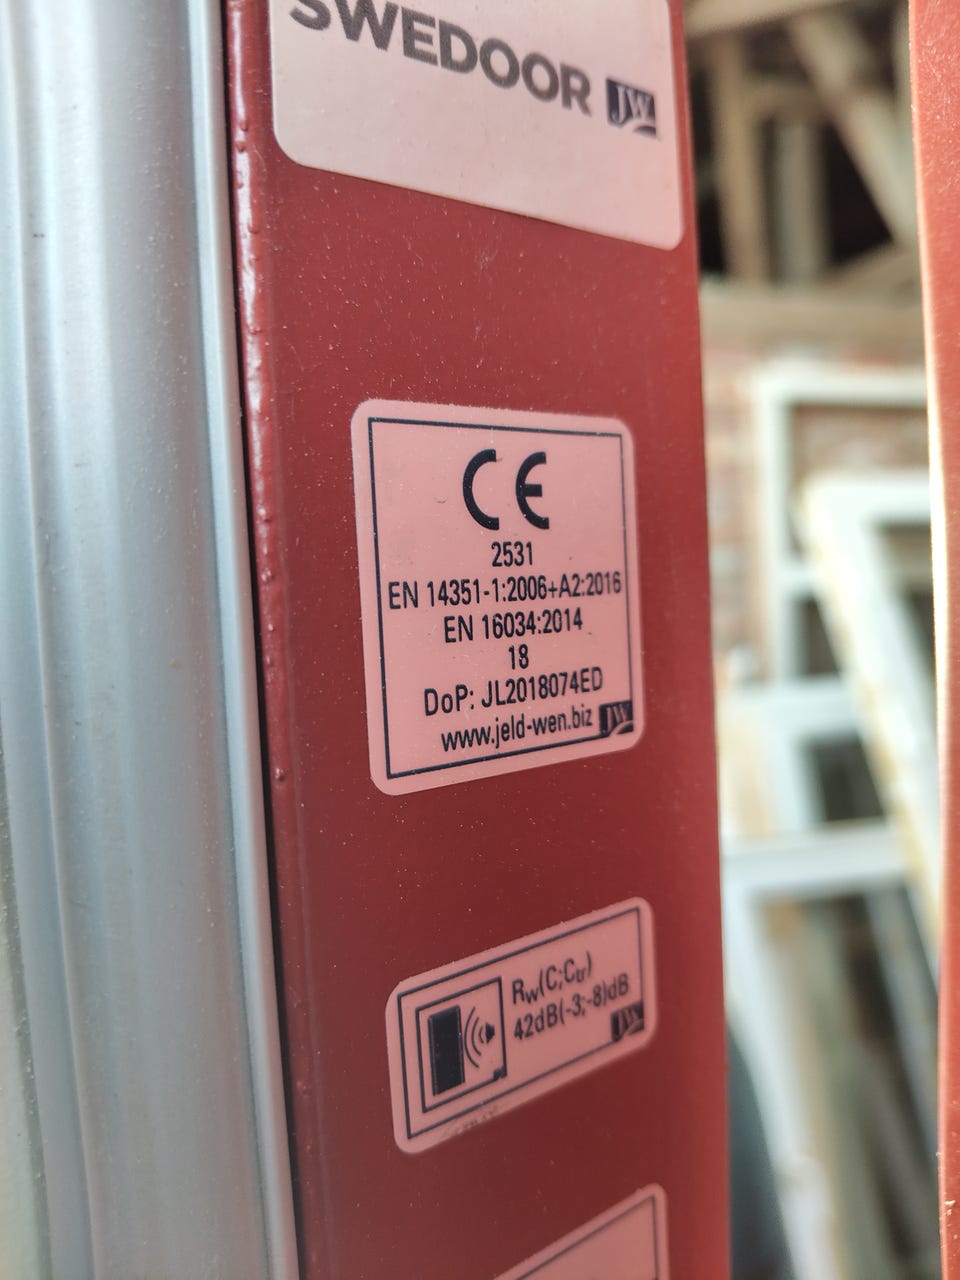 SWEDOOR JW
CE
2531
EN 14351-1:2006+A2:2016
EN 16034:2014
18
DoP: JL2018074ED
www.jeld-wen.biz JW
Rw(C;Ctr)
42dB(-3;-8)dB
JW